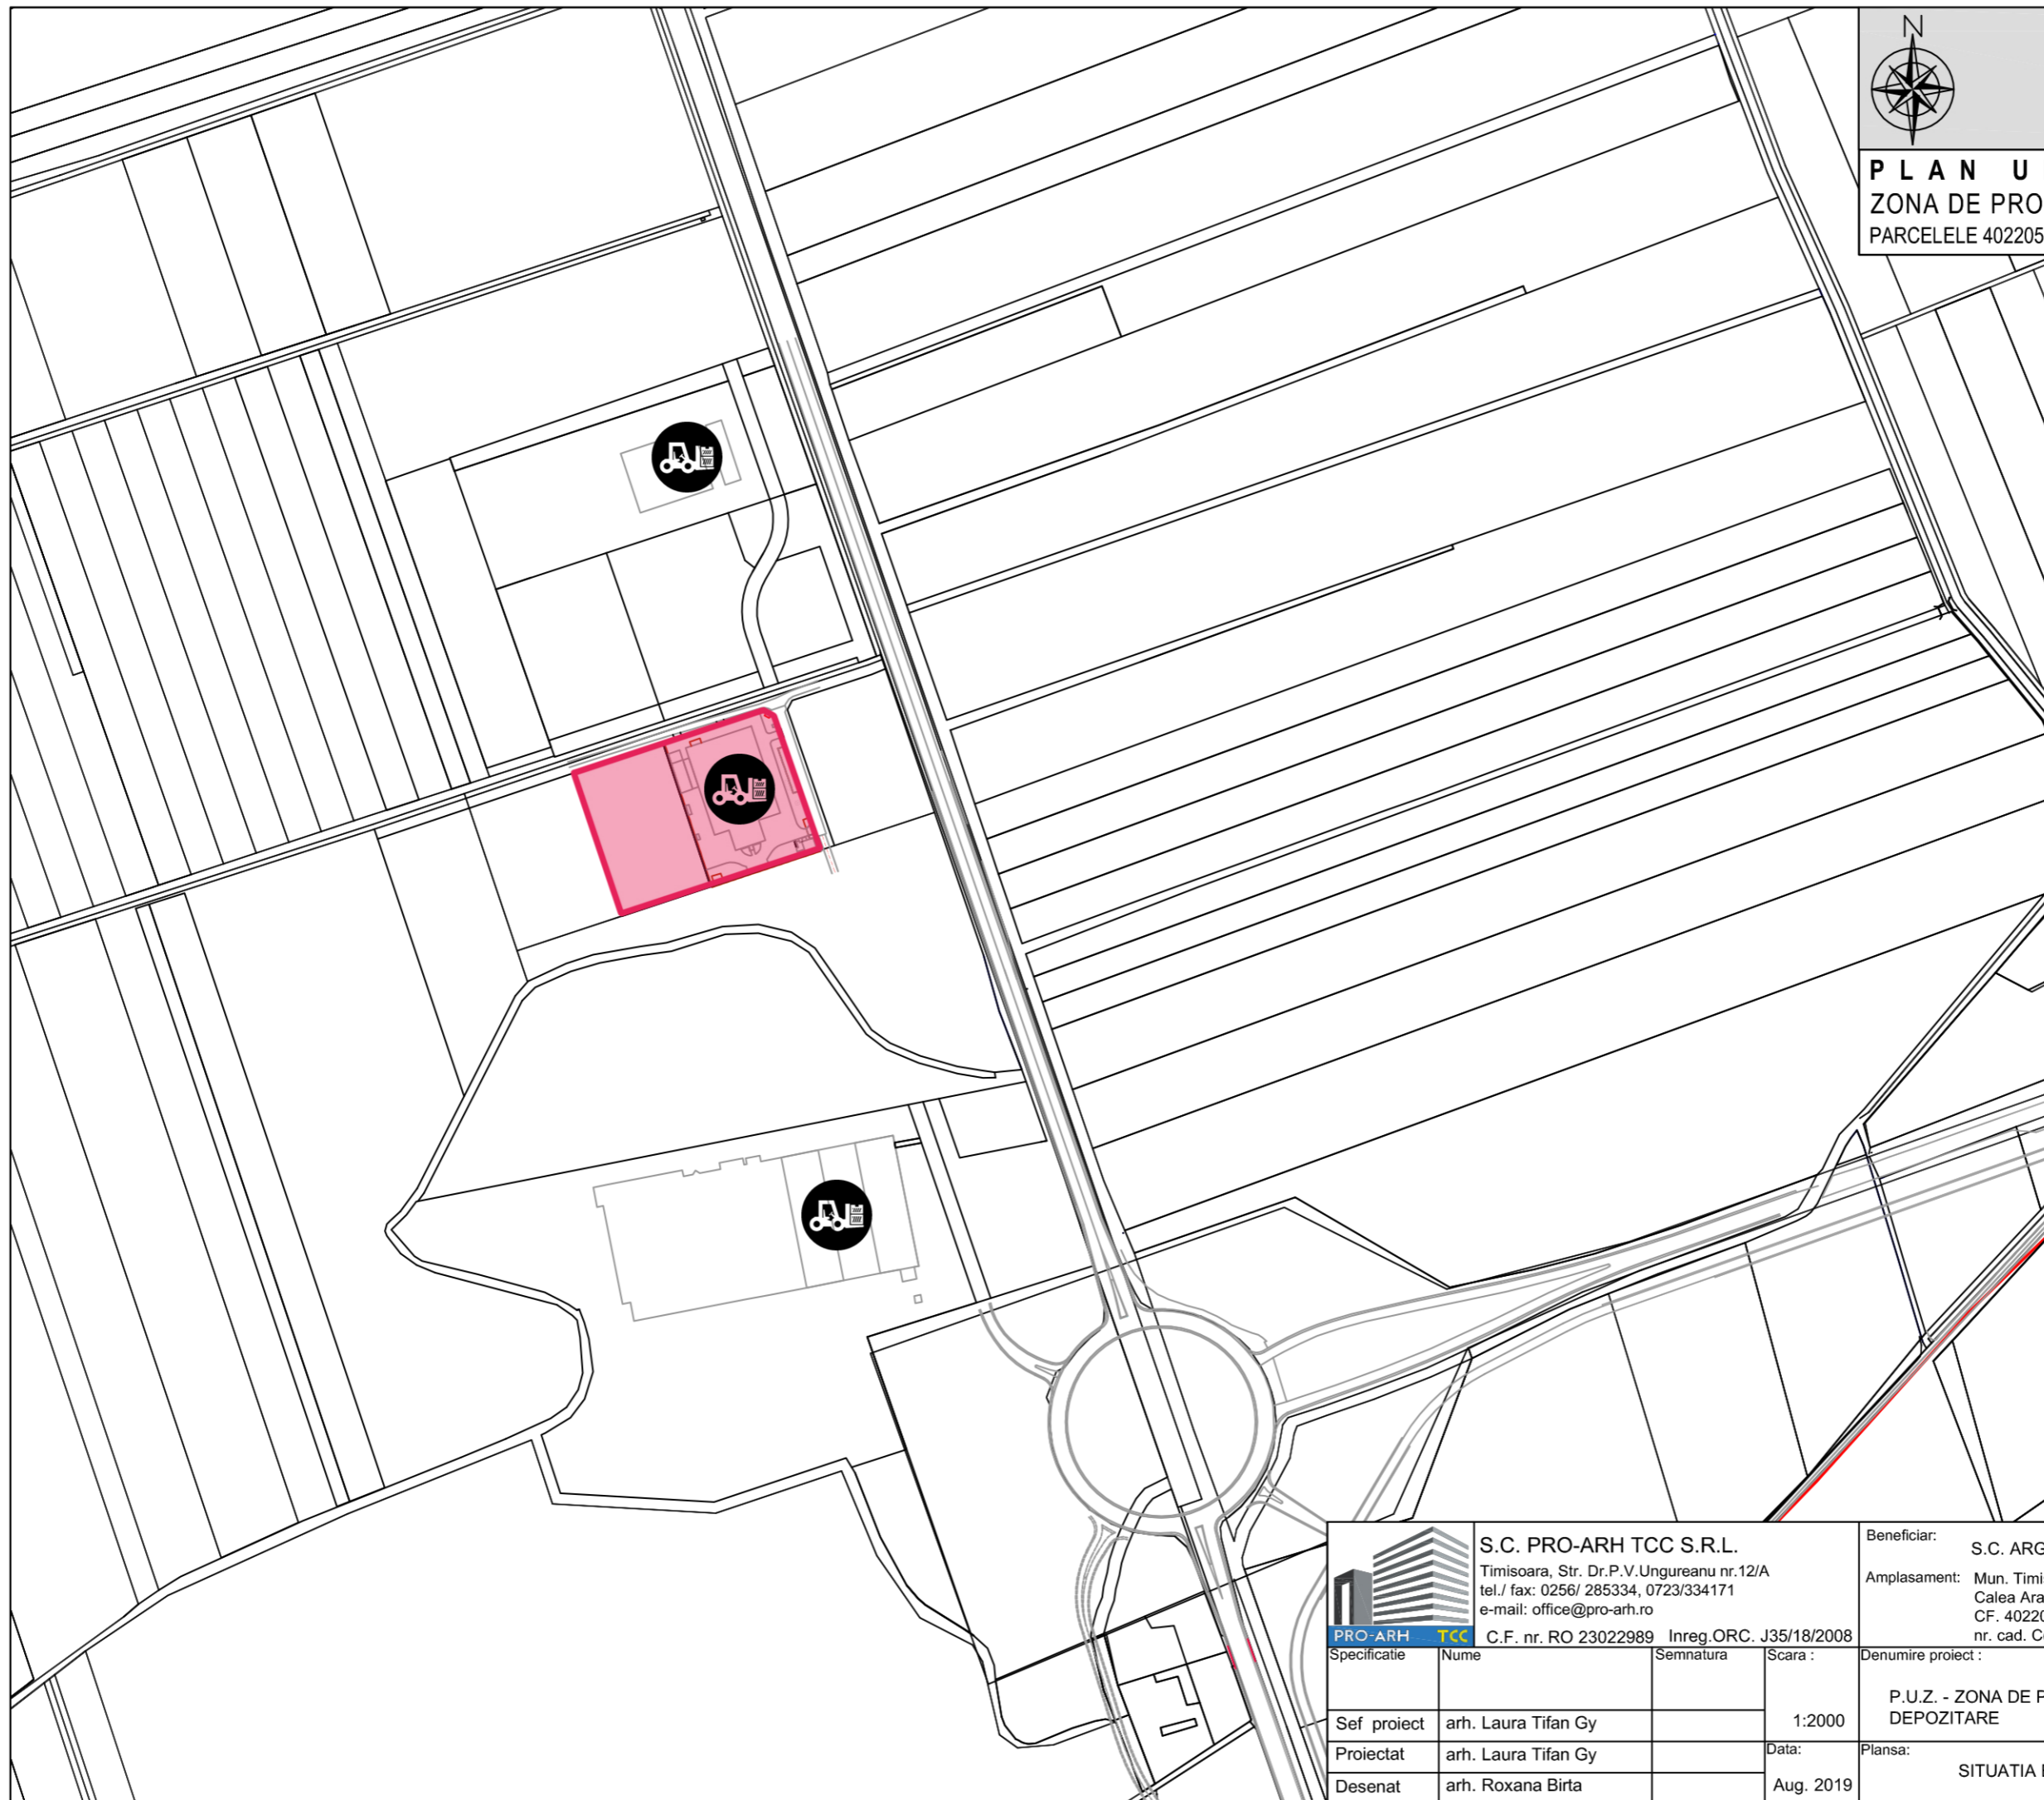 N
PLAN U
ZONA DE PRO
PARCELELE 402205
PRO-ARH TCC
S.C. PRO-ARH TCC S.R.L.
Timisoara, Str. Dr.P.V.Ungureanu nr.12/A
tel./ fax: 0256/ 285334, 0723/334171
e-mail: office@pro-arh.ro
C.F. nr. RO 23022989 Inreg.ORC. J35/18/2008
Beneficiar: S.C. ARG
Amplasament: Mun. Timi
Calea Ara
CF. 40220
nr. cad. C
Specificatie Nume Semnatura Scara : Denumire proiect :
P.U.Z. - ZONA DE P
DEPOZITARE
Sef proiect arh. Laura Tifan Gy 1:2000
Proiectat arh. Laura Tifan Gy Data: Plansa:
SITUATIA
Desenat arh. Roxana Birta Aug. 2019